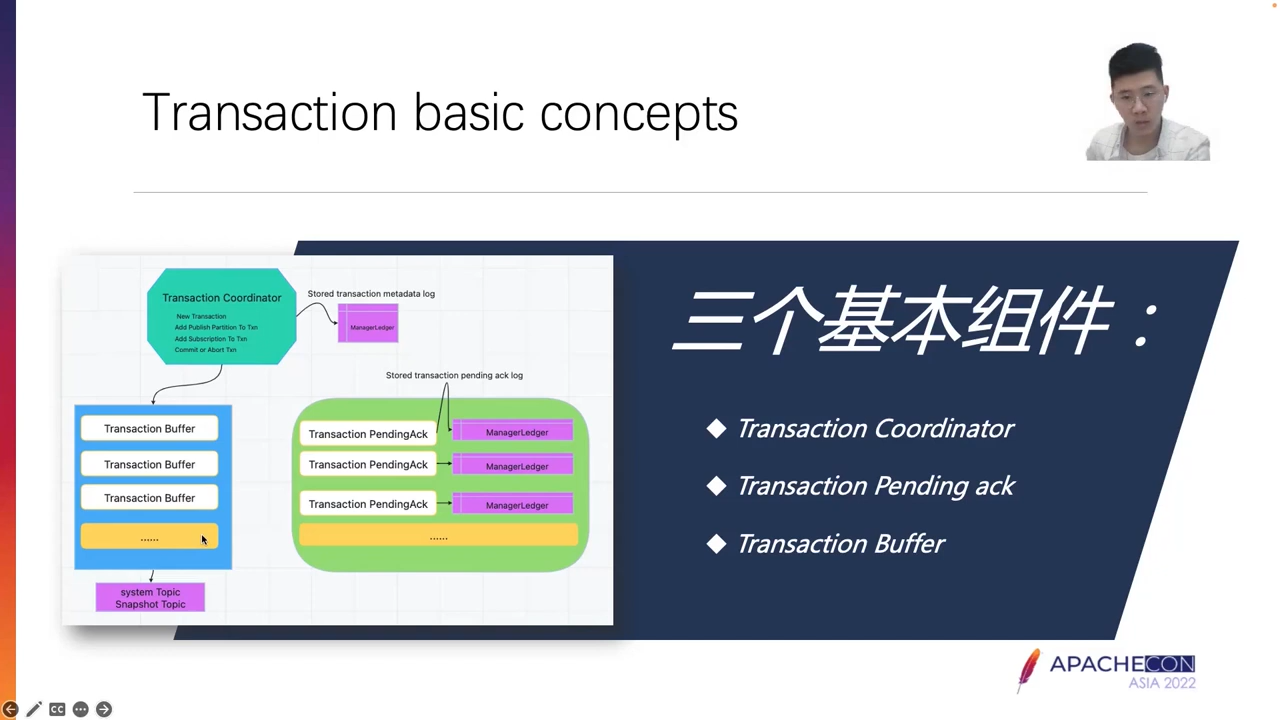 Transaction basic concepts
Transaction Coordinator
New Transaction
Add Publish Partition To Txn
Add Subscription To Txn
Commit or Abort Txn
Stored transaction metadata log
ManagerLedger
Stored transaction pending ack log
Transaction Buffer
Transaction Buffer
Transaction Buffer
......
system Topic
Snapshot Topic
Transaction PendingAck
ManagerLedger
Transaction PendingAck
ManagerLedger
Transaction PendingAck
ManagerLedger
......
三个基本组件：
Transaction Coordinator
Transaction Pending ack
Transaction Buffer
APACHECON
ASIA 2022
CC